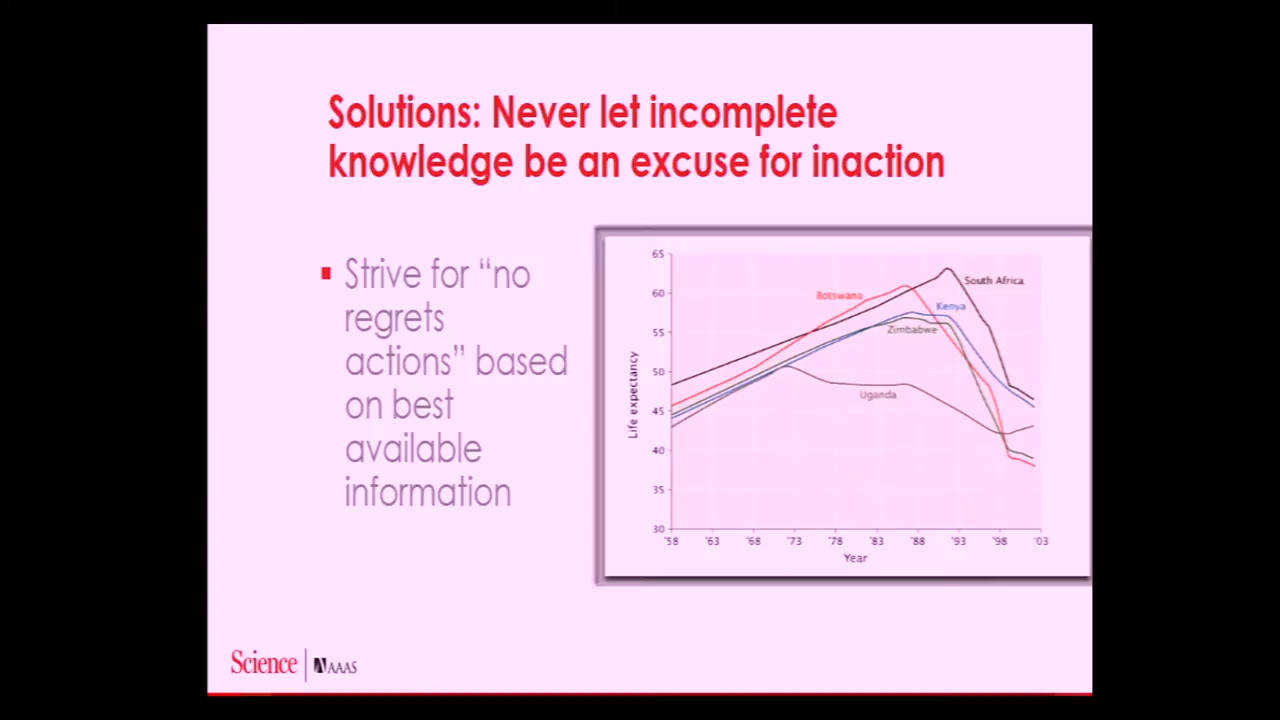 Solutions: Never let incomplete
knowledge be an excuse for inaction
Strive for “no
regrets
actions” based
on best
available
information
65
60
55
50
45
40
35
30
Life expectancy
Botswana
South Africa
Kenya
Zimbabwe
Uganda
'58 '63 '68 '73 '78 '83 '88 '93 '98 '03
Year
Science
AAAS